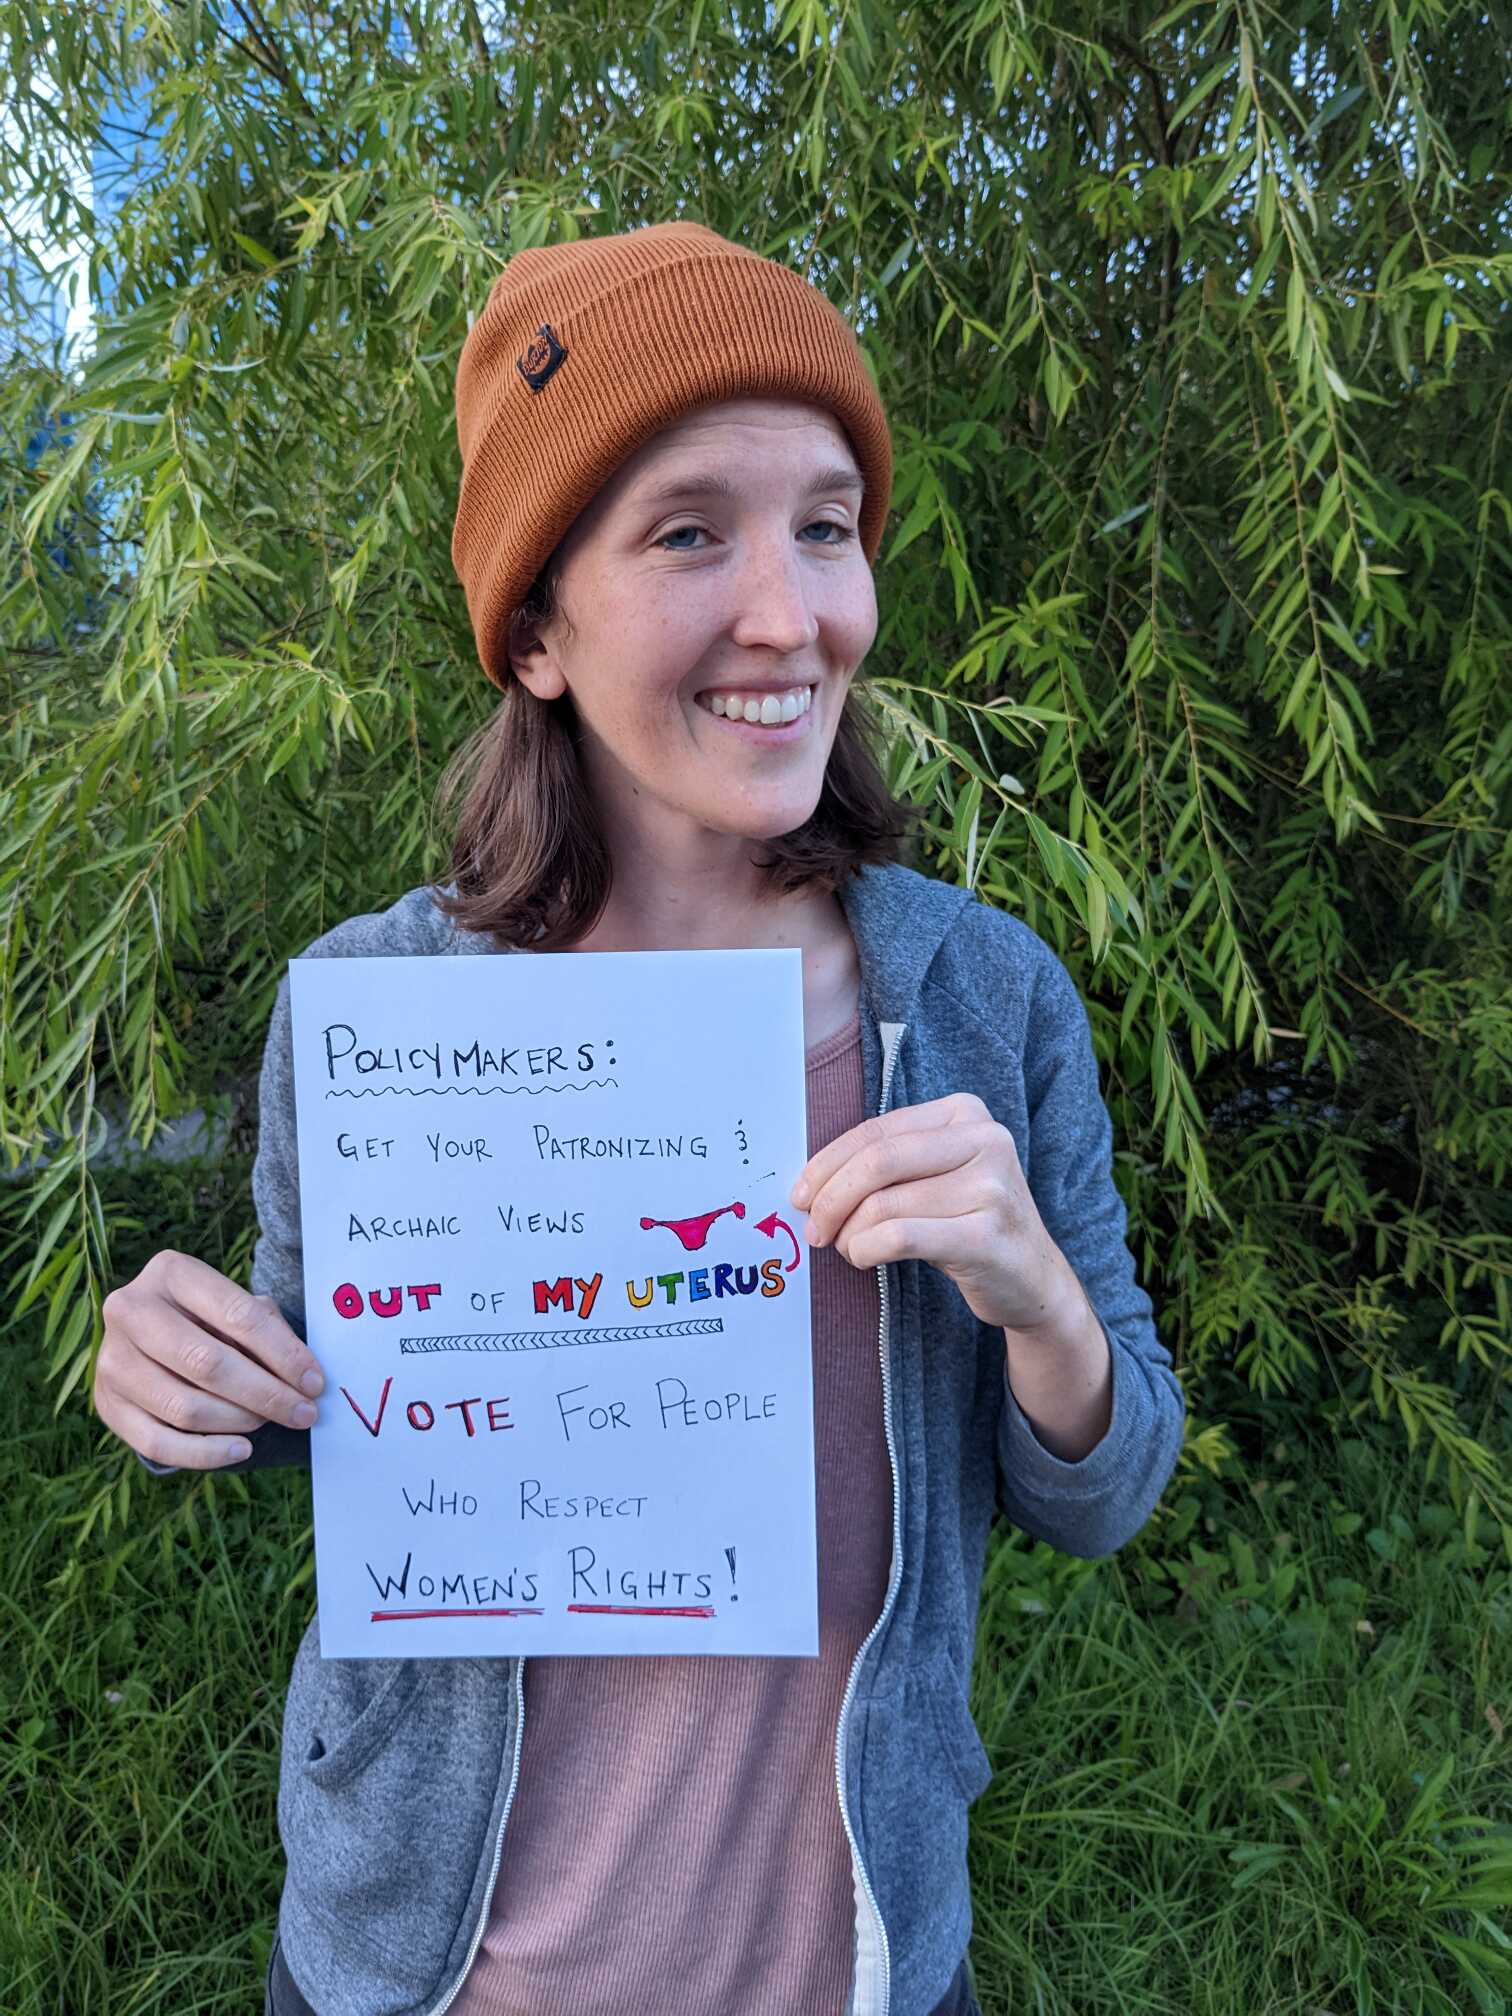 POLICYMAKERS:
GET YOUR PATRONIZING &
ARCHAIC VIEWS
OUT OF MY UTERUS
VOTE FOR PEOPLE
WHO RESPECT
WOMEN'S RIGHTS!